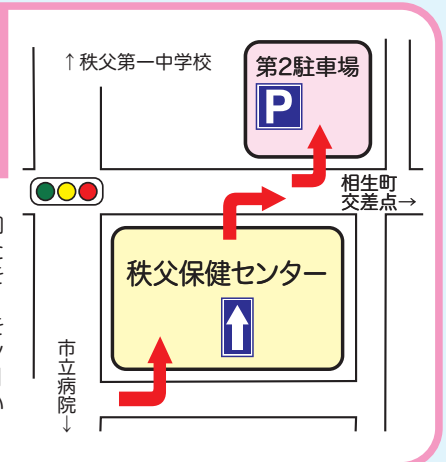 ↑秩父第一中学校
第2駐車場
P
相生町
交差点→
秩父保健センター
市立病院↓